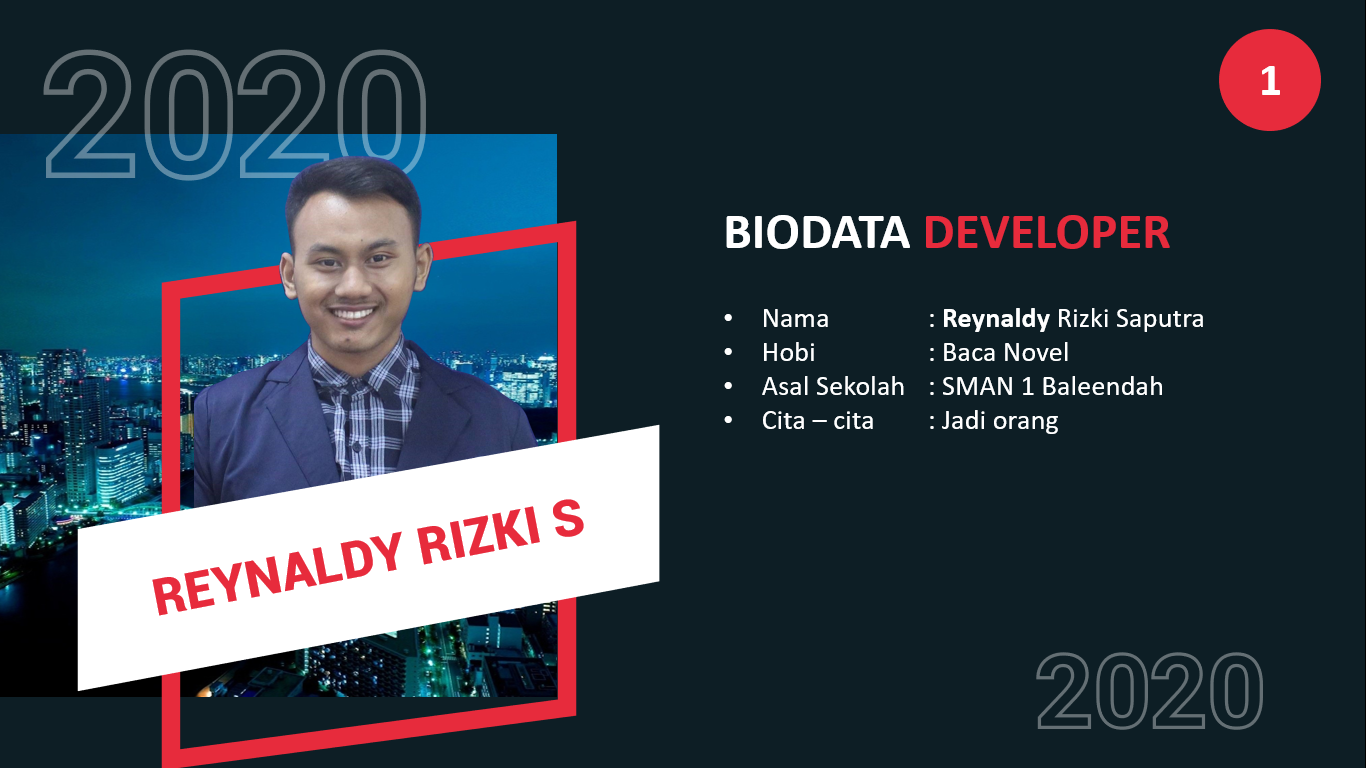 2020
1
BIODATA DEVELOPER
• Nama : Reynaldy Rizki Saputra
• Hobi : Baca Novel
• Asal Sekolah : SMAN 1 Baleendah
• Cita – cita : Jadi orang
REYNALDY RIZKI S
2020